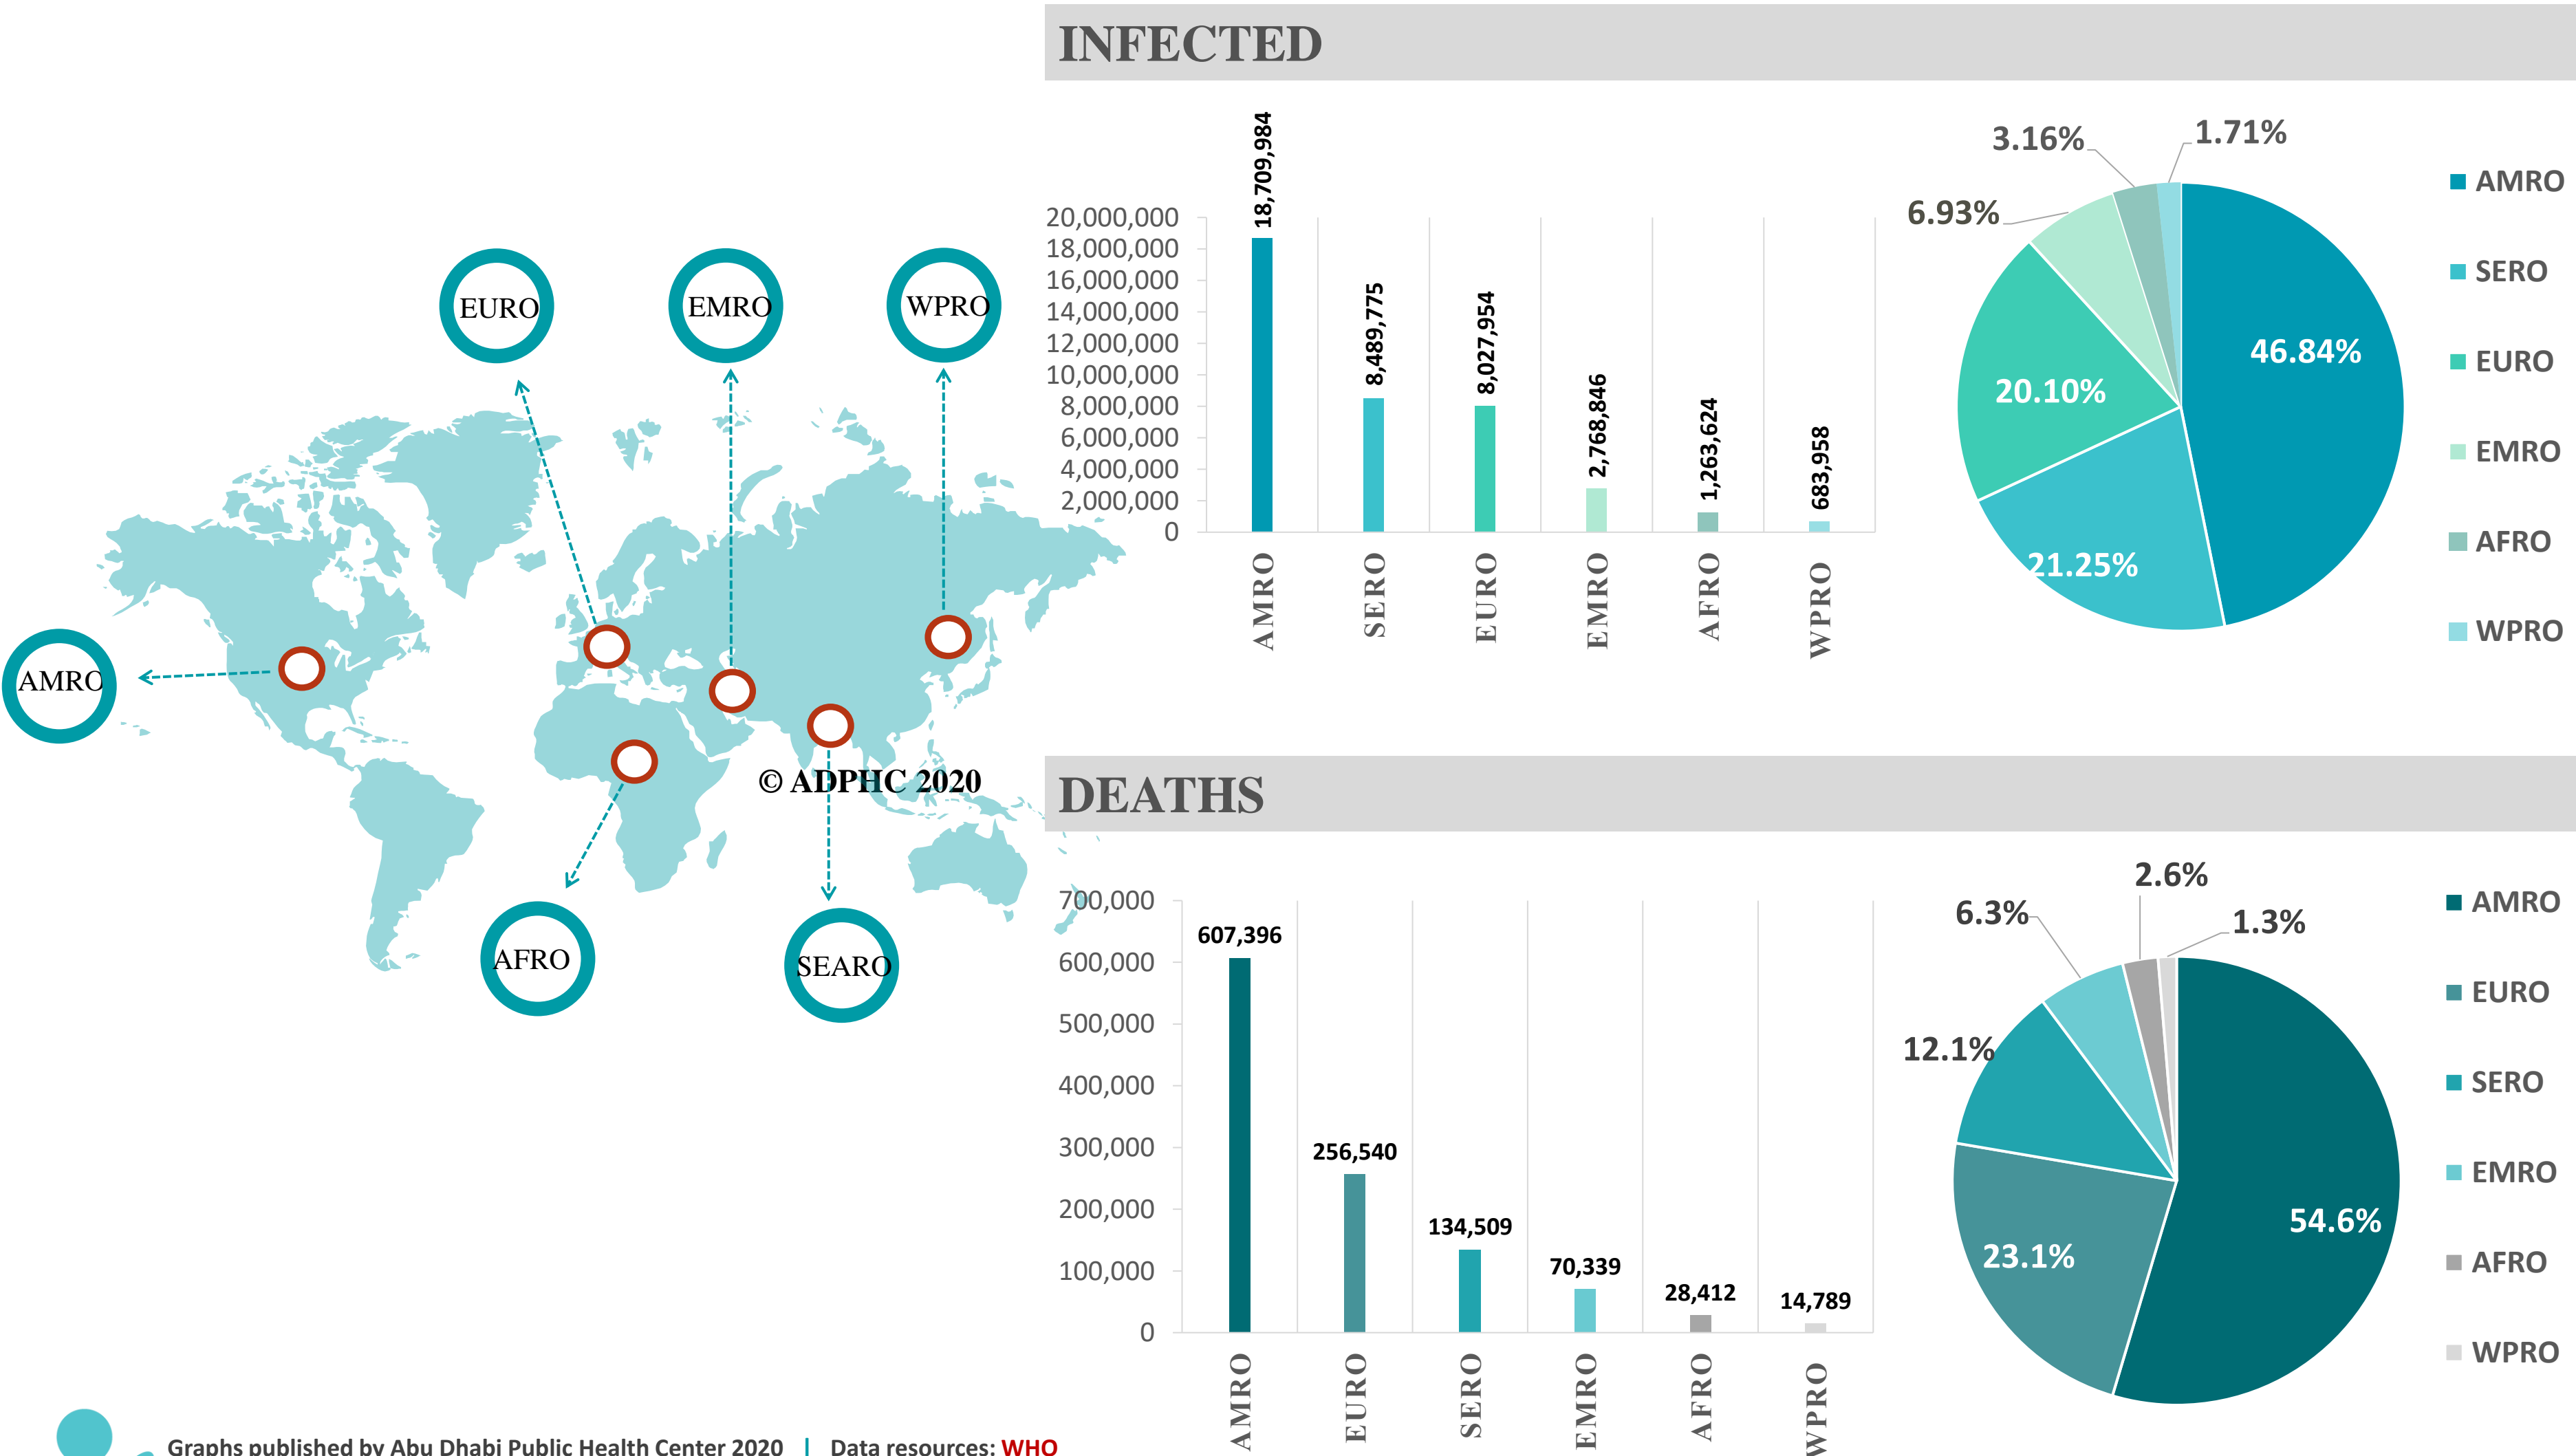 INFECTED
EURO
EMRO
WPRO
AMRO
AFRO
SEARO
© ADPHC 2020
20,000,000
18,000,000
16,000,000
14,000,000
12,000,000
10,000,000
8,000,000
6,000,000
4,000,000
2,000,000
0
18,709,984
8,489,775
8,027,954
2,768,846
1,263,624
683,958
AMRO
SERO
EURO
EMRO
AFRO
WPRO
3.16%
1.71%
6.93%
46.84%
20.10%
21.25%
AMRO
SERO
EURO
EMRO
AFRO
WPRO
DEATHS
700,000
600,000
500,000
400,000
300,000
200,000
100,000
0
607,396
256,540
134,509
70,339
28,412
14,789
AMRO
EURO
SERO
EMRO
AFRO
WPRO
2.6%
6.3%
1.3%
12.1%
54.6%
23.1%
AMRO
EURO
SERO
EMRO
AFRO
WPRO
Graphs published by Abu Dhabi Public Health Center 2020 | Data resources: WHO